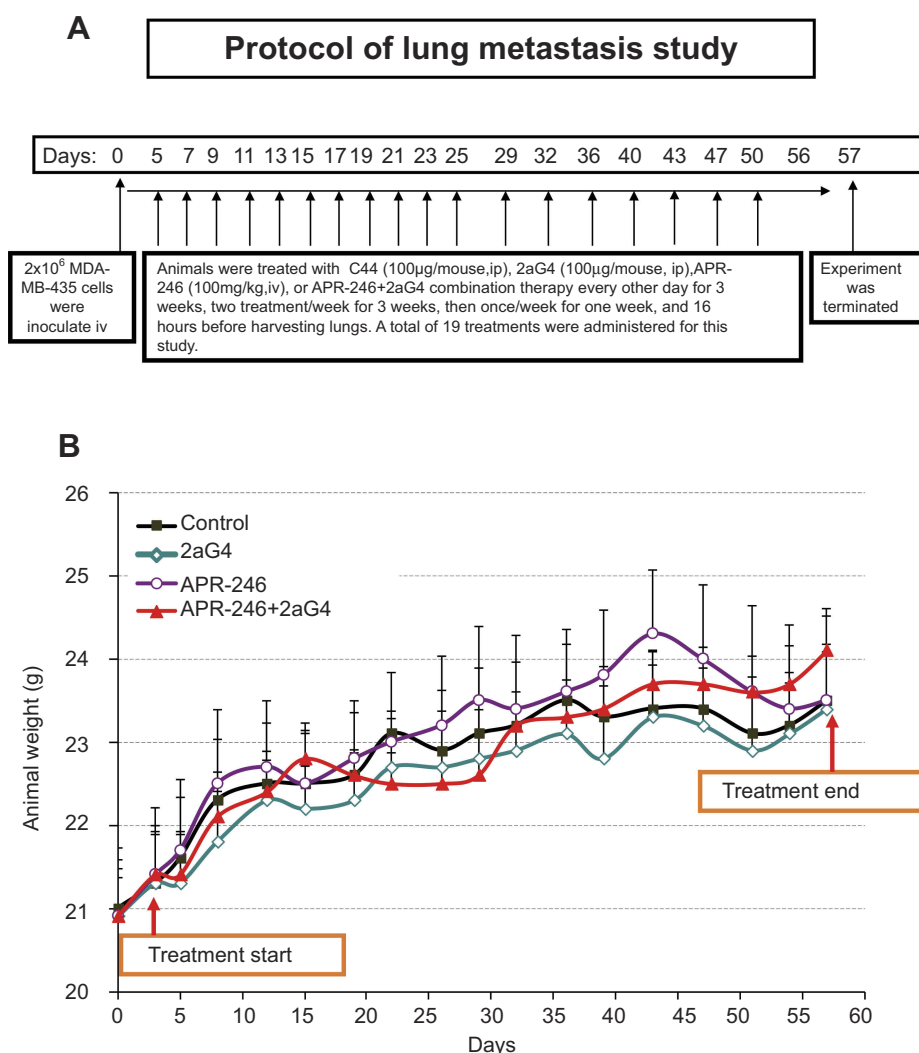 A
Protocol of lung metastasis study
Days: 0 5 7 9 11 13 15 17 19 21 23 25 29 32 36 40 43 47 50 56 57
2x10⁶ MDA-
MB-435 cells
were
inoculate iv
Animals were treated with C44 (100µg/mouse,ip), 2aG4 (100µg/mouse, ip),APR-
246 (100mg/kg,iv), or APR-246+2aG4 combination therapy every other day for 3
weeks, two treatment/week for 3 weeks, then once/week for one week, and 16
hours before harvesting lungs. A total of 19 treatments were administered for this
study.
Experiment
was
terminated
B
26
25
24
23
22
21
20
Animal weight (g)
Control
2aG4
APR-246
APR-246+2aG4
Treatment end
Treatment start
0 5 10 15 20 25 30 35 40 45 50 55 60
Days